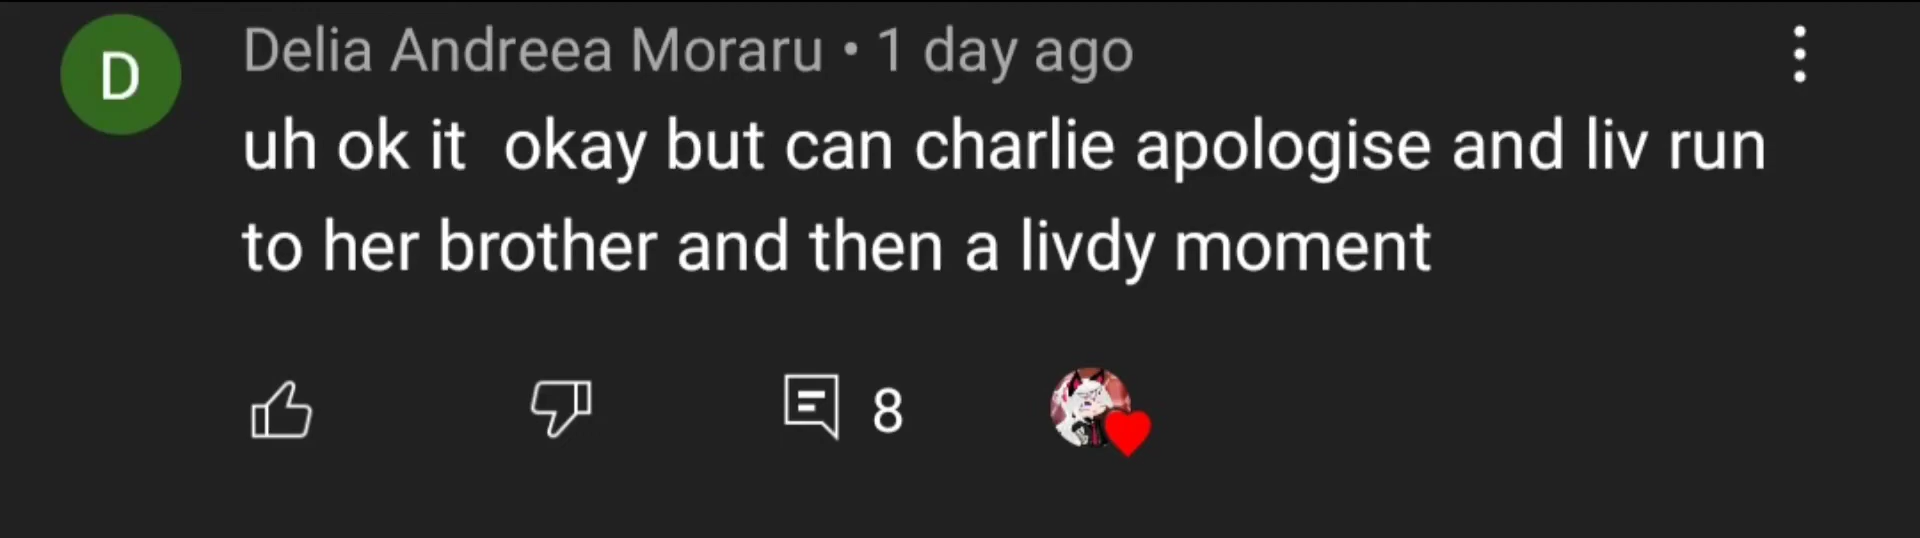 D
Delia Andreea Moraru • 1 day ago
uh ok it  okay but can charlie apologise and liv run
to her brother and then a livdy moment
8